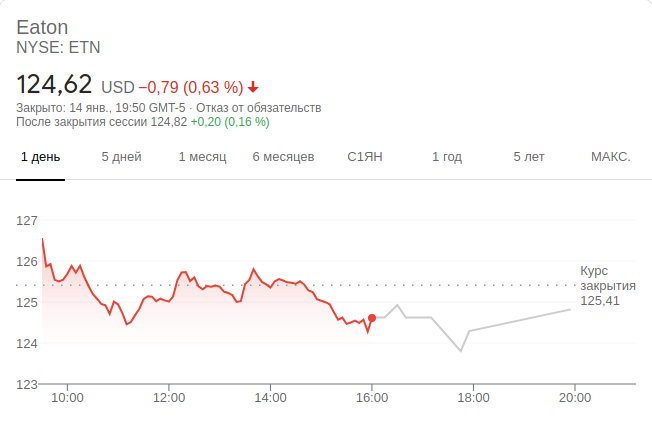 Eaton
NYSE: ETN
124,62 USD −0,79 (0,63 %)
Закрыто: 14 янв., 19:50 GMT-5 · Отказ от обязательств
После закрытия сессии 124,82 +0,20 (0,16 %)
1 день 5 дней 1 месяц 6 месяцев С1ЯН 1 год 5 лет МАКС.
127
126
Курс
закрытия
125,41
125
124
123
10:00 12:00 14:00 16:00 18:00 20:00